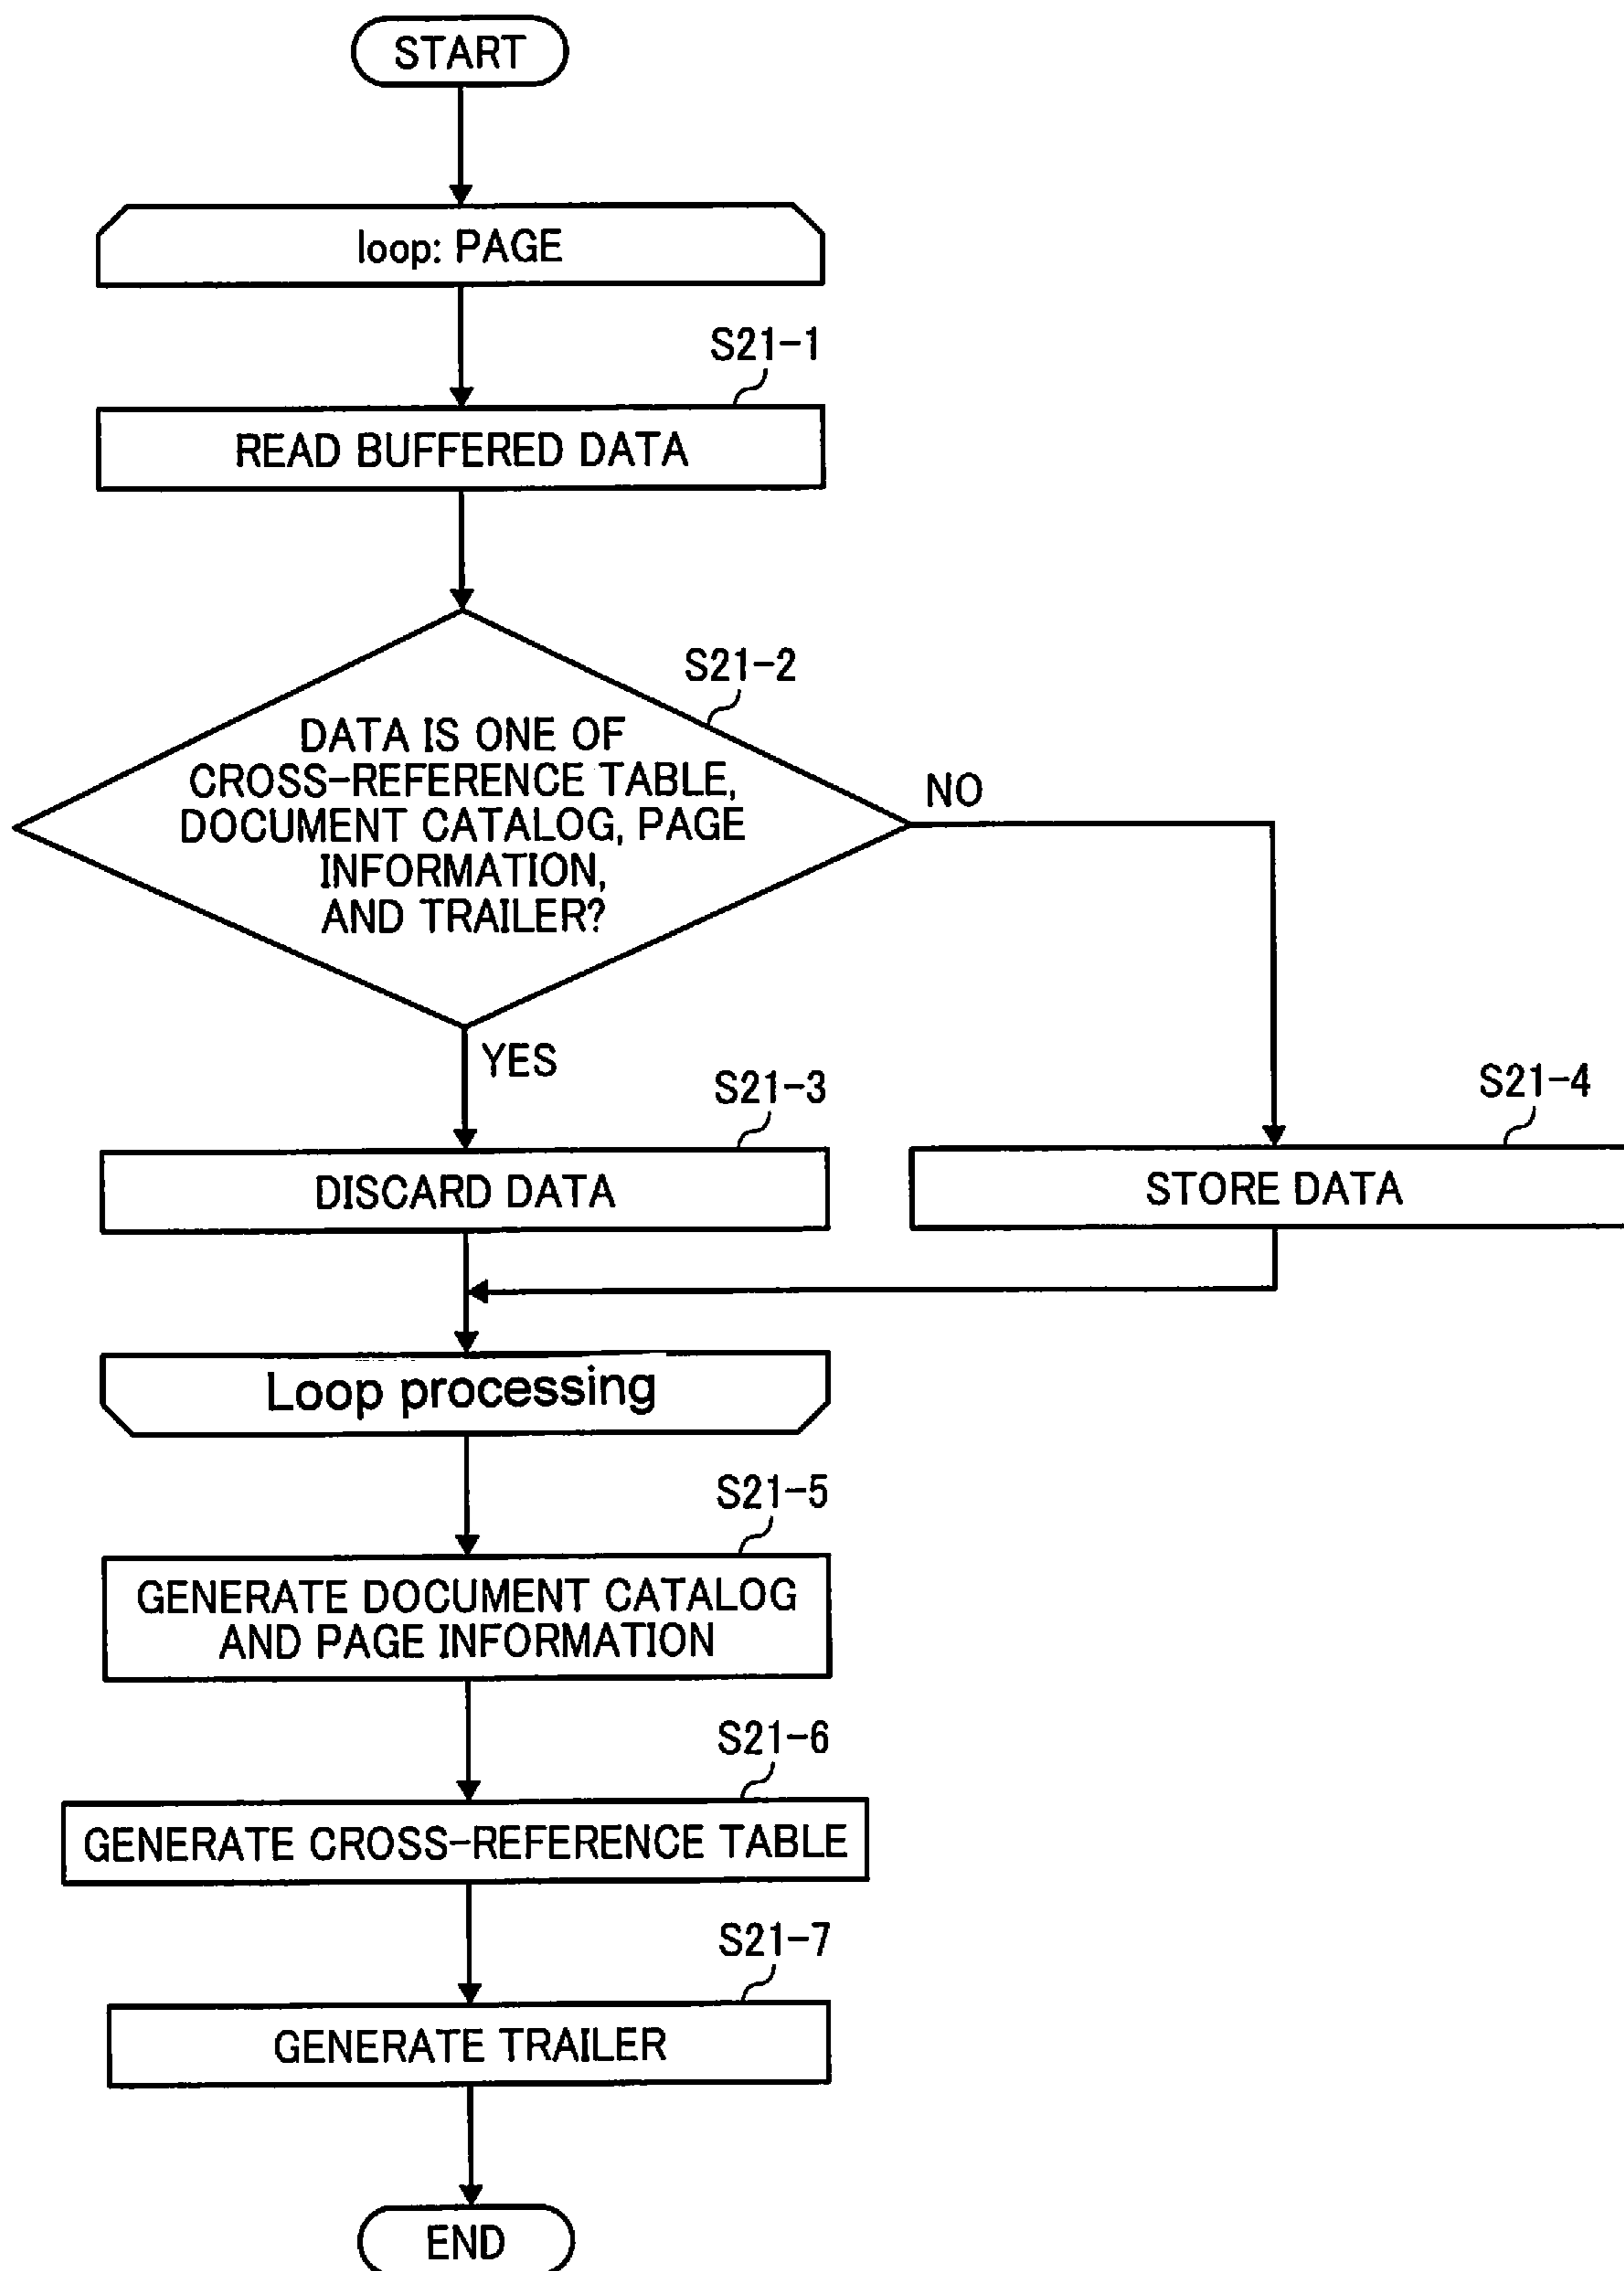 START
loop: PAGE
S21-1
READ BUFFERED DATA
S21-2
DATA IS ONE OF
CROSS-REFERENCE TABLE,
DOCUMENT CATALOG, PAGE
INFORMATION,
AND TRAILER?
NO
YES
S21-3
DISCARD DATA
S21-4
STORE DATA
Loop processing
S21-5
GENERATE DOCUMENT CATALOG
AND PAGE INFORMATION
S21-6
GENERATE CROSS-REFERENCE TABLE
S21-7
GENERATE TRAILER
END